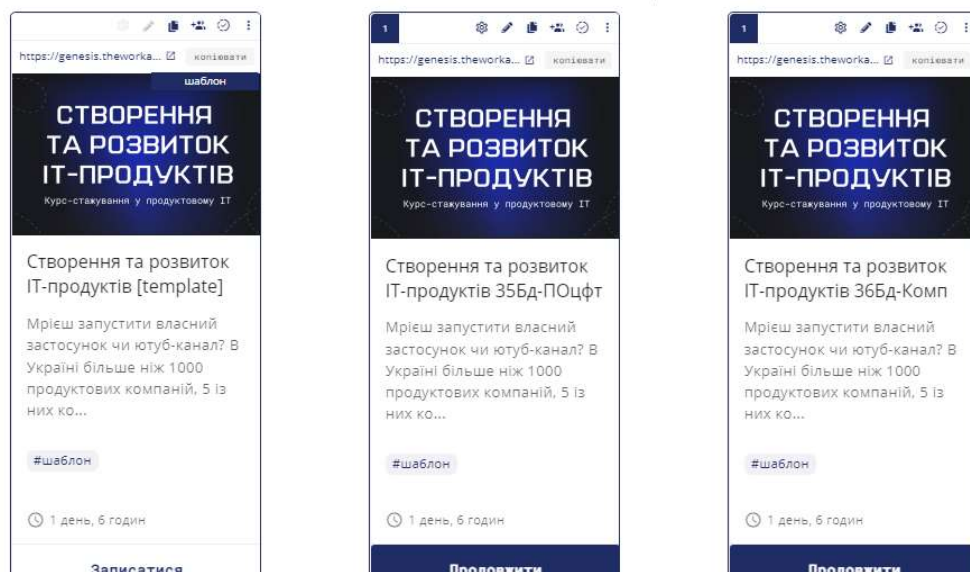 https://genesis.theworka...
копіювати
шаблон
СТВОРЕННЯ
ТА РОЗВИТОК
ІТ-ПРОДУКТІВ
Курс-стажування у продуктовому ІТ
Створення та розвиток
ІТ-продуктів [template]
Мрієш запустити власний
застосунок чи ютуб-канал? В
Україні більше ніж 1000
продуктових компаній, 5 із
них ко...
#шаблон
1 день, 6 годин
Записатися
1
https://genesis.theworka...
копіювати
СТВОРЕННЯ
ТА РОЗВИТОК
ІТ-ПРОДУКТІВ
Курс-стажування у продуктовому ІТ
Створення та розвиток
ІТ-продуктів 35Бд-ПОцфт
Мрієш запустити власний
застосунок чи ютуб-канал? В
Україні більше ніж 1000
продуктових компаній, 5 із
них ко...
#шаблон
1 день, 6 годин
Продовжити
1
https://genesis.theworka...
копіювати
СТВОРЕННЯ
ТА РОЗВИТОК
ІТ-ПРОДУКТІВ
Курс-стажування у продуктовому ІТ
Створення та розвиток
ІТ-продуктів 36Бд-Комп
Мрієш запустити власний
застосунок чи ютуб-канал? В
Україні більше ніж 1000
продуктових компаній, 5 із
них ко...
#шаблон
1 день, 6 годин
Продовжити